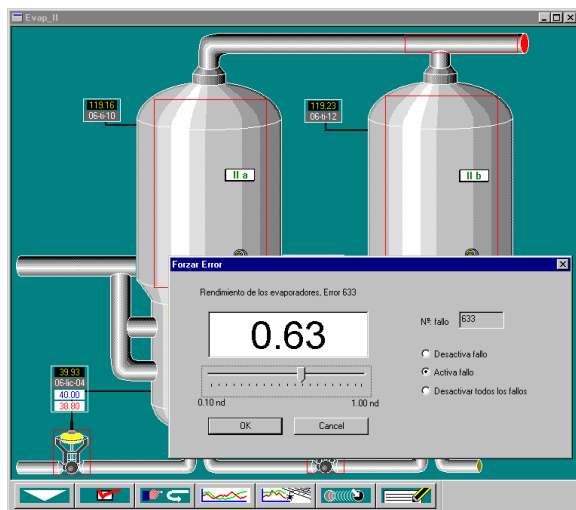 Evap_II
119.16
06-ti-10
119.23
06-ti-12
II a
II b
Forzar Error
Rendimiento de los evaporadores, Error 633
0.63
0.10 nd
1.00 nd
OK
Cancel
Nº. fallo
633
Desactiva fallo
Activa fallo
Desactivar todos los fallos
39.93
06-lic-04
40.00
38.80